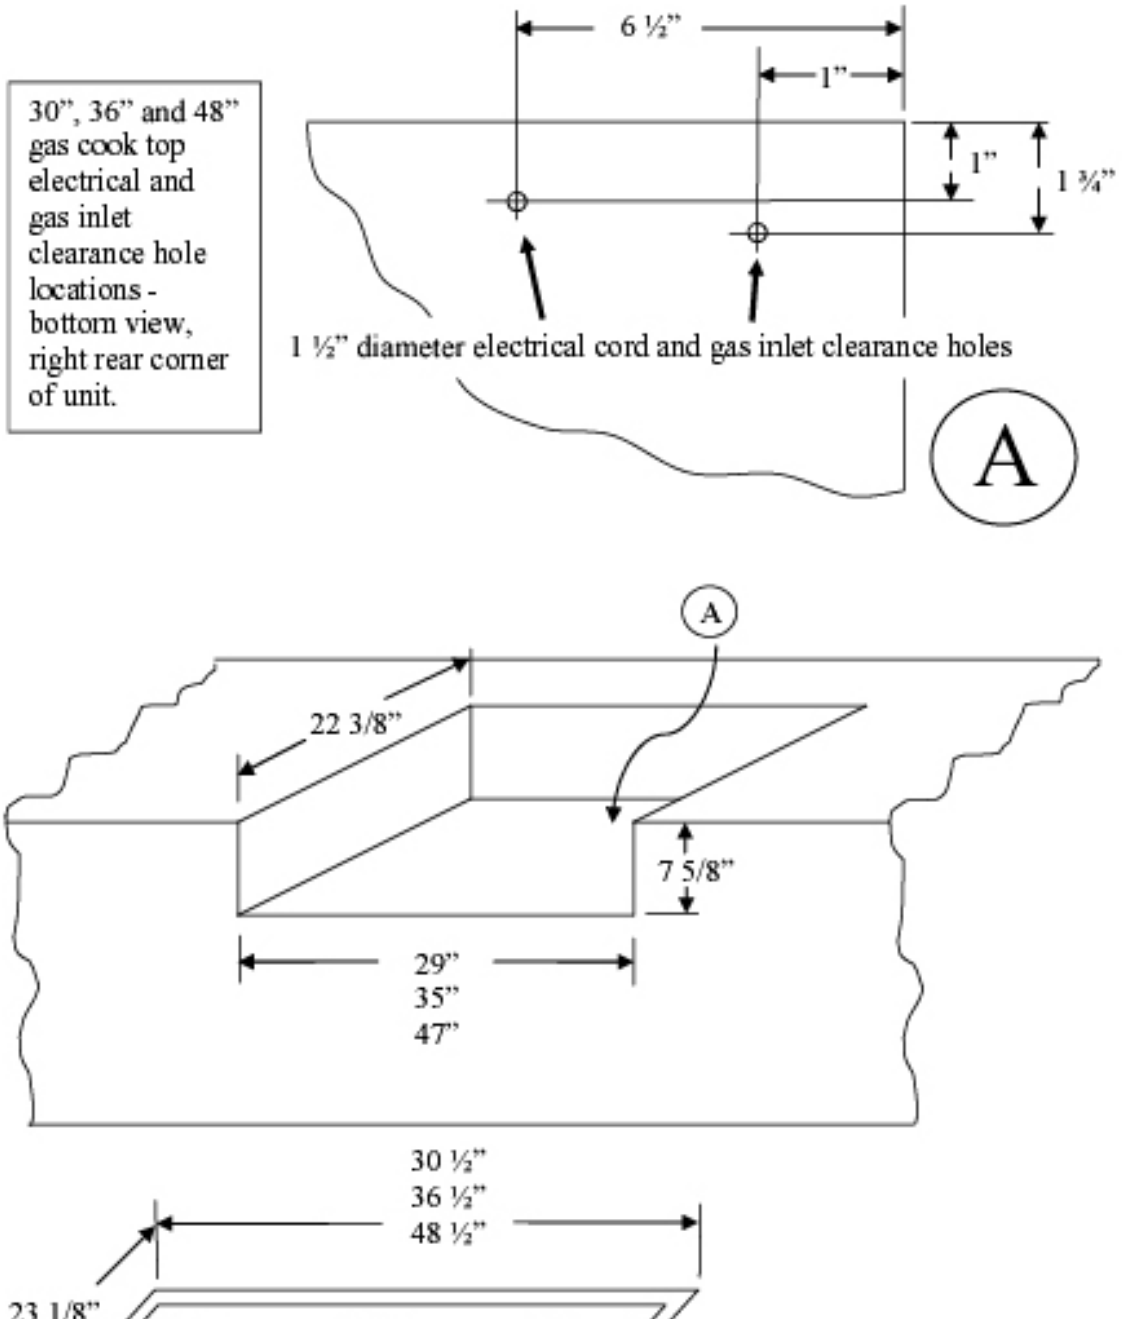 6 ½”
1”
30”, 36” and 48”
gas cook top
electrical and
gas inlet
clearance hole
locations -
bottom view,
right rear corner
of unit.
1”
1 ¾”
1 ½” diameter electrical cord and gas inlet clearance holes
A
A
22 3/8”
7 5/8”
29”
35”
47”
30 ½”
36 ½”
48 ½”
23 1/8”